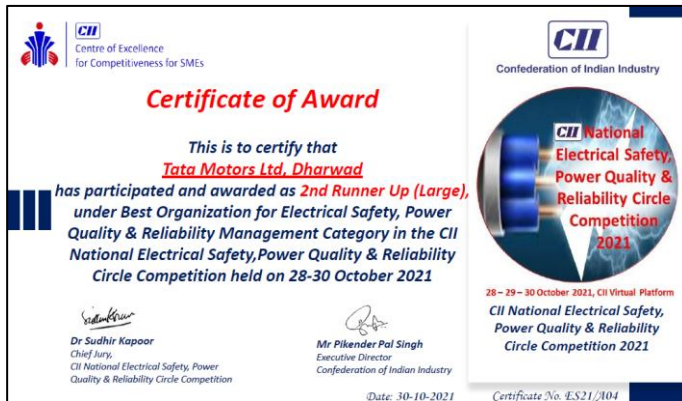 CII
Centre of Excellence
for Competitiveness for SMEs
Certificate of Award
This is to certify that
Tata Motors Ltd, Dharwad
has participated and awarded as 2nd Runner Up (Large),
under Best Organization for Electrical Safety, Power
Quality & Reliability Management Category in the CII
National Electrical Safety,Power Quality & Reliability
Circle Competition held on 28-30 October 2021
Dr Sudhir Kapoor
Chief Jury,
CII National Electrical Safety, Power
Quality & Reliability Circle Competition
Mr Pikender Pal Singh
Executive Director
Confederation of Indian Industry
Date: 30-10-2021
CII
Confederation of Indian Industry
CII National
Electrical Safety,
Power Quality &
Reliability Circle
Competition
2021
28 – 29 – 30 October 2021, CII Virtual Platform
CII National Electrical Safety,
Power Quality & Reliability
Circle Competition 2021
Certificate No. ES21/A04